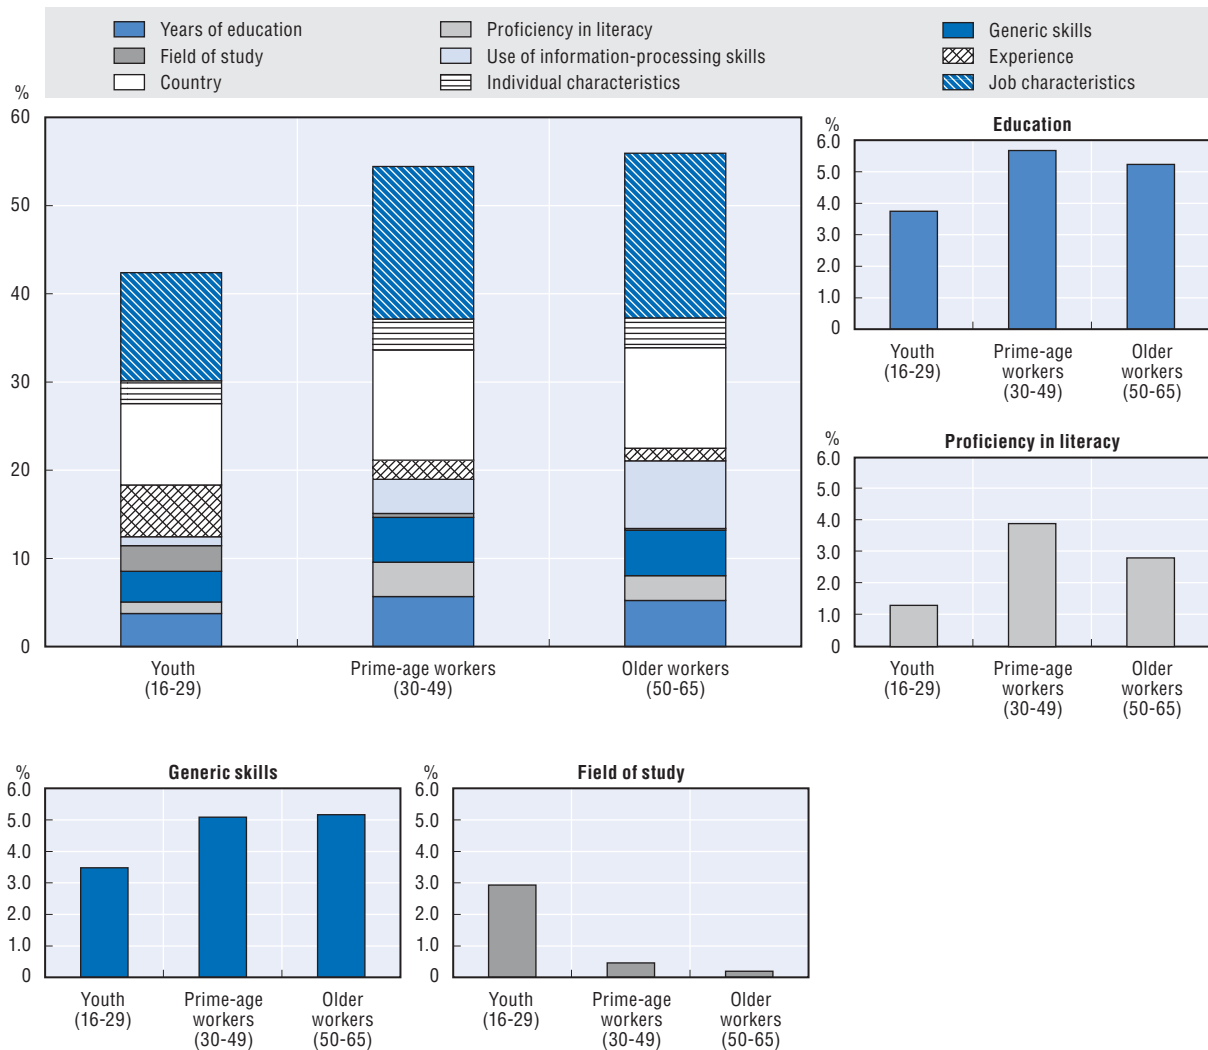 Years of education
Proficiency in literacy
Generic skills
Field of study
Use of information-processing skills
Experience
Country
Individual characteristics
Job characteristics
%
60
50
40
30
20
10
0
Youth
(16-29)
Prime-age workers
(30-49)
Older workers
(50-65)
%
Education
6.0
5.0
4.0
3.0
2.0
1.0
0
Youth
(16-29)
Prime-age
workers
(30-49)
Older
workers
(50-65)
%
Proficiency in literacy
6.0
5.0
4.0
3.0
2.0
1.0
0
Youth
(16-29)
Prime-age
workers
(30-49)
Older
workers
(50-65)
%
Generic skills
6.0
5.0
4.0
3.0
2.0
1.0
0
Youth
(16-29)
Prime-age
workers
(30-49)
Older
workers
(50-65)
%
Field of study
6.0
5.0
4.0
3.0
2.0
1.0
0
Youth
(16-29)
Prime-age
workers
(30-49)
Older
workers
(50-65)